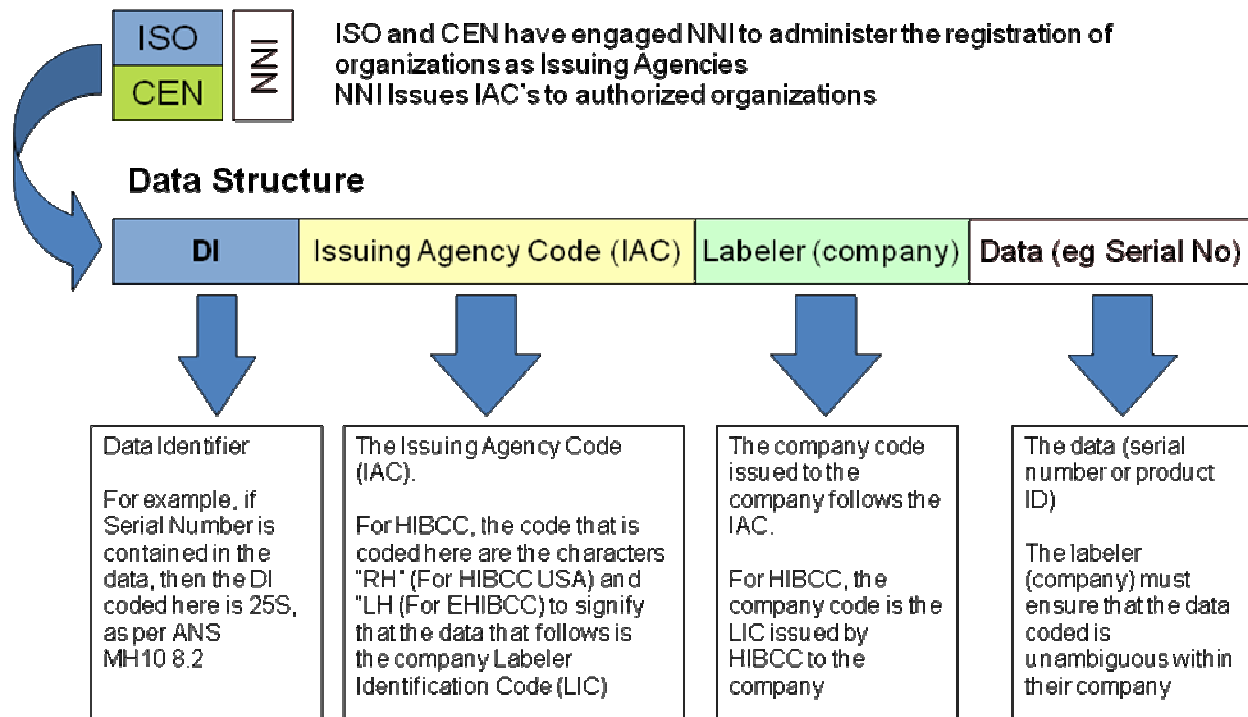 ISO
CEN
NNI
ISO and CEN have engaged NNI to administer the registration of
organizations as Issuing Agencies
NNI Issues IAC's to authorized organizations
Data Structure
DI
Issuing Agency Code (IAC)
Labeler (company)
Data (eg Serial No)
Data Identifier
For example, if
Serial Number is
contained in the
data, then the DI
coded here is 25S,
as per ANS
MH10 8.2
The Issuing Agency Code
(IAC).
For HIBCC, the code that is
coded here are the characters
"RH" (For HIBCC USA) and
"LH (For EHIBCC) to signify
that the data that follows is
the company Labeler
Identification Code (LIC)
The company code
issued to the
company follows the
IAC.
For HIBCC, the
company code is the
LIC issued by
HIBCC to the
company
The data (serial
number or product
ID)
The labeler
(company) must
ensure that the data
coded is
unambiguous within
their company